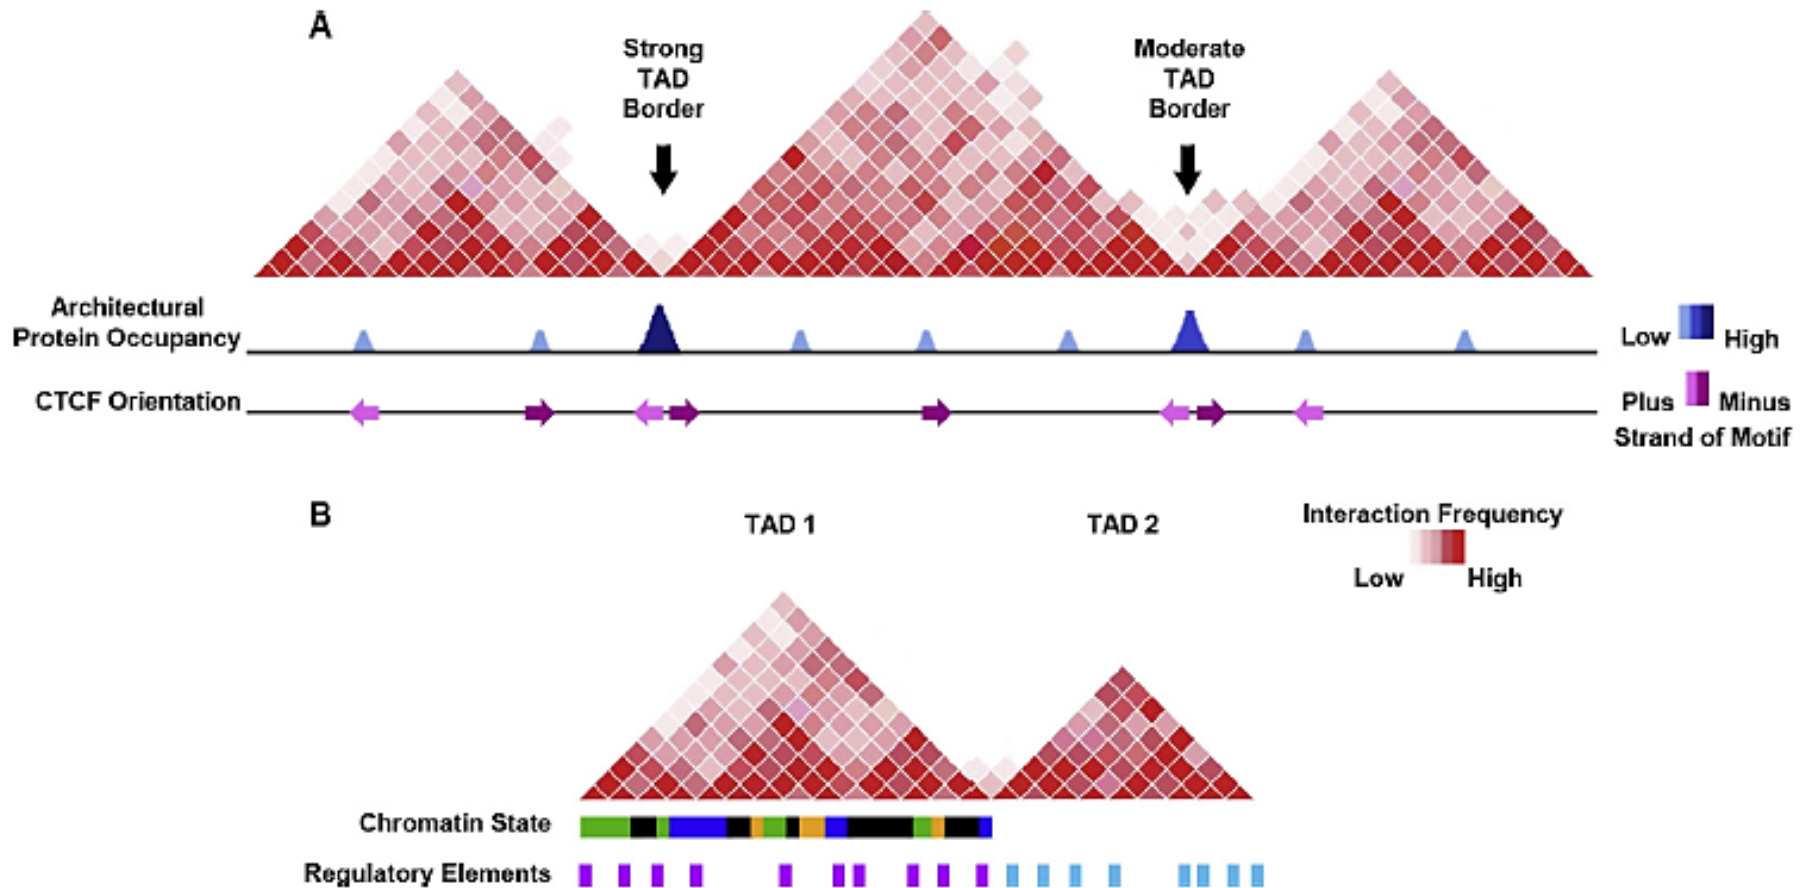 A
Strong
TAD
Border
Moderate
TAD
Border
Architectural
Protein Occupancy
Low High
CTCF Orientation
Plus Minus
Strand of Motif
B
TAD 1
TAD 2
Interaction Frequency
Low High
Chromatin State
Regulatory Elements